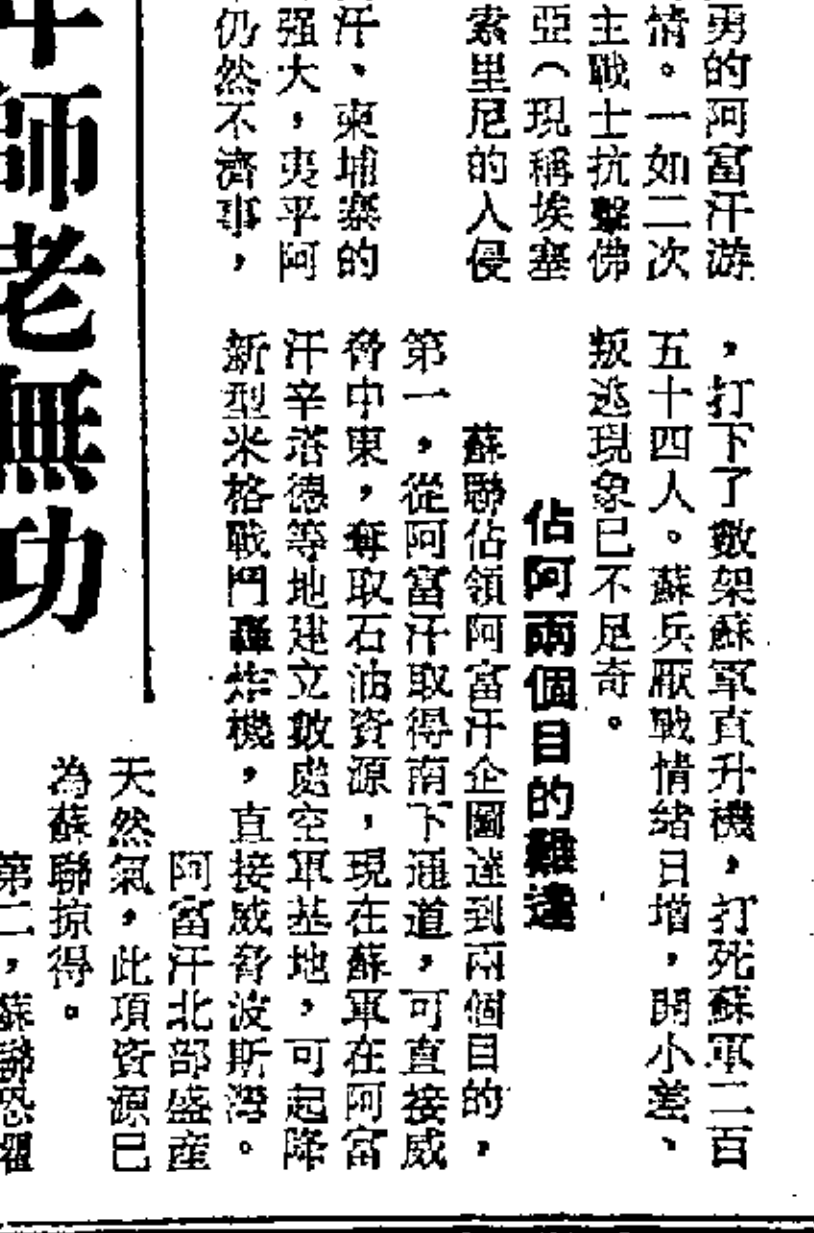 勇的阿富汗游
情。一如二次
主戰士抗擊佛
亞（現稱埃塞
索里尼的入侵
汗、柬埔寨的
强大，夷平阿
仍然不濟事，
，打下了數架蘇軍直升機，打死蘇軍二百
五十四人。蘇兵厭戰情緒日增，開小差、
叛逃現象已不足奇。
佔阿兩個目的難達
蘇聯佔領阿富汗企圖達到兩個目的，
第一，從阿富汗取得南下通道，可直接威
脅中東，奪取石油資源，現在蘇軍在阿富
汗辛塔德等地建立數處空軍基地，可起降
新型米格戰鬥轟炸機，直接威脅波斯灣。
阿富汗北部盛産
天然氣，此項資源已
為蘇聯掠得。
第二，蘇聯恐懼
師老無功